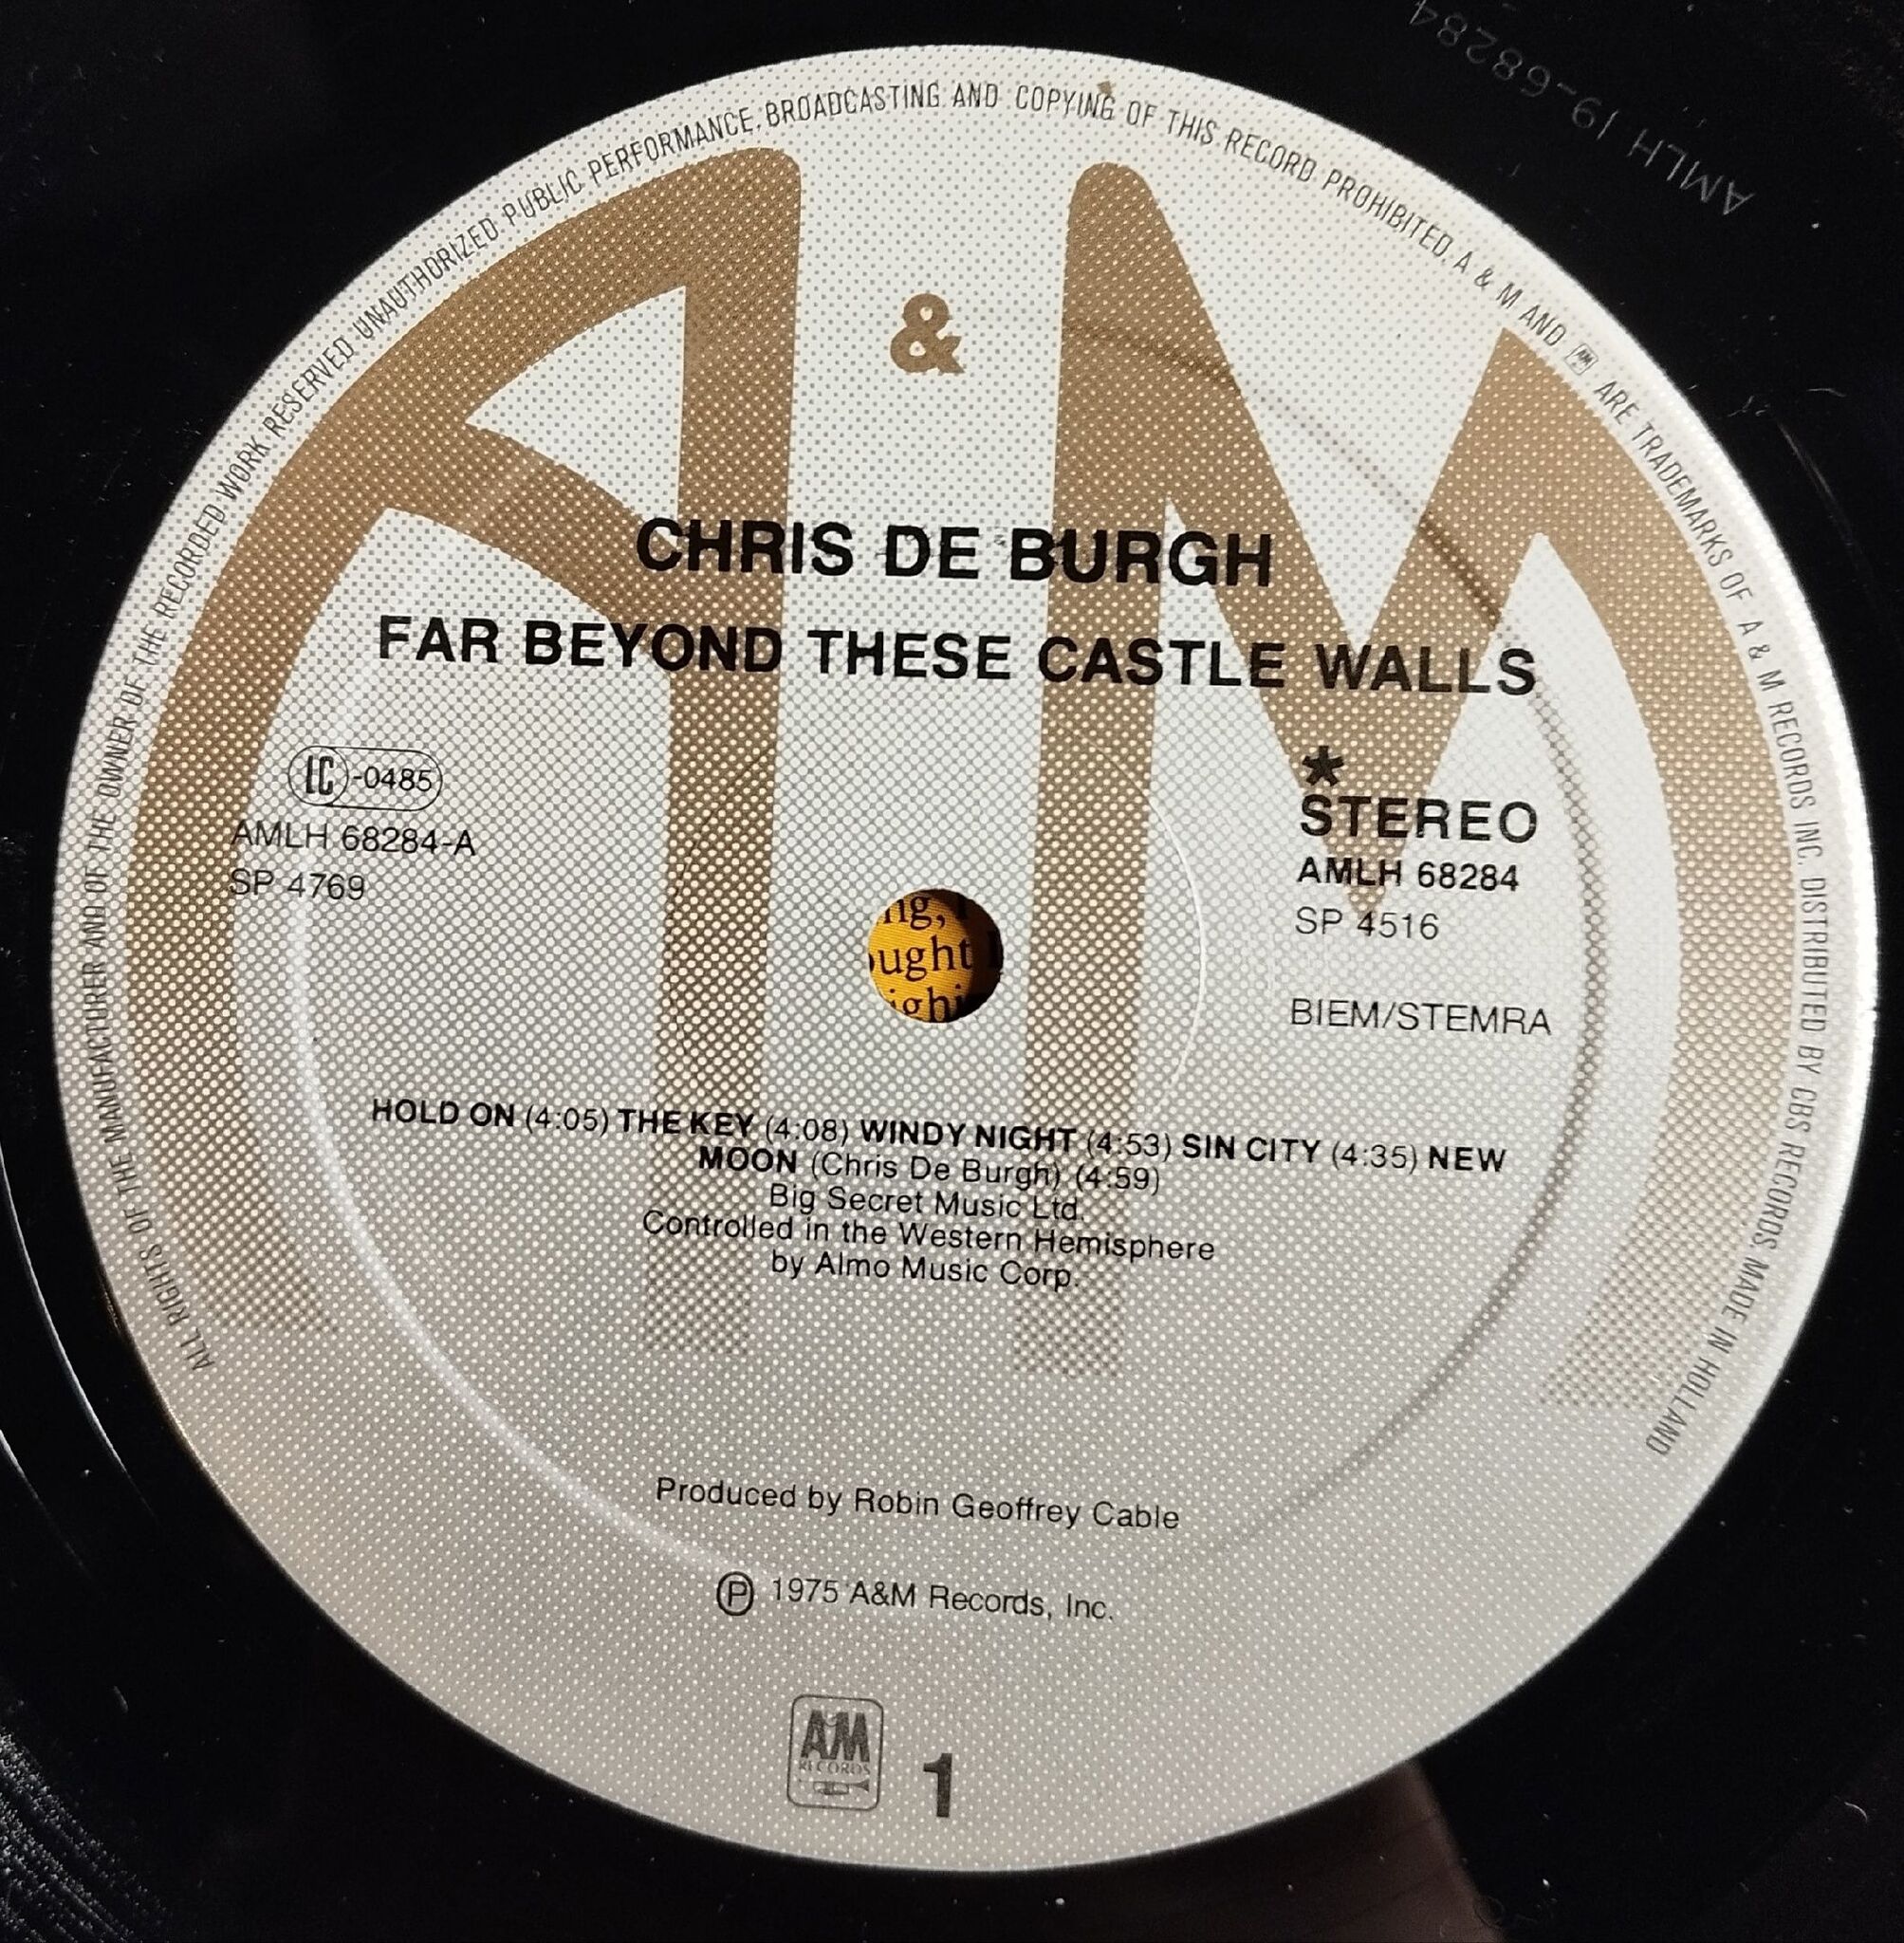 AMLH 19-68284
ALL RIGHTS OF THE MANUFACTURER AND OF THE OWNER OF THE RECORDED WORK RESERVED UNAUTHORIZED PUBLIC PERFORMANCE, BROADCASTING AND COPYING OF THIS RECORD PROHIBITED. A & M AND AM ARE TRADEMARKS OF A & M RECORDS INC. DISTRIBUTED BY CBS RECORDS. MADE IN HOLLAND
A & M
CHRIS DE BURGH
FAR BEYOND THESE CASTLE WALLS
LC-0485
AMLH 68284-A
SP 4769
*
STEREO
AMLH 68284
SP 4516
BIEM/STEMRA
ng,
ought
igh
HOLD ON (4:05) THE KEY (4:08) WINDY NIGHT (4:53) SIN CITY (4:35) NEW
MOON (Chris De Burgh) (4:59)
Big Secret Music Ltd.
Controlled in the Western Hemisphere
by Almo Music Corp.
Produced by Robin Geoffrey Cable
Ⓟ 1975 A&M Records, Inc.
AM
RECORDS
1